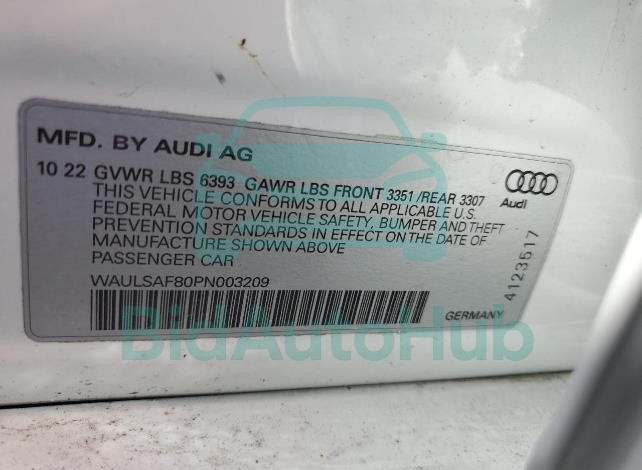 MFD. BY AUDI AG
10 22 GVWR LBS 6393 GAWR LBS FRONT 3351 /REAR 3307
THIS VEHICLE CONFORMS TO ALL APPLICABLE U.S.
FEDERAL MOTOR VEHICLE SAFETY, BUMPER AND THEFT
PREVENTION STANDARDS IN EFFECT ON THE DATE OF
MANUFACTURE SHOWN ABOVE
PASSENGER CAR
WAULSAF80PN003209
Audi
4123517
GERMANY
BidAutoHub